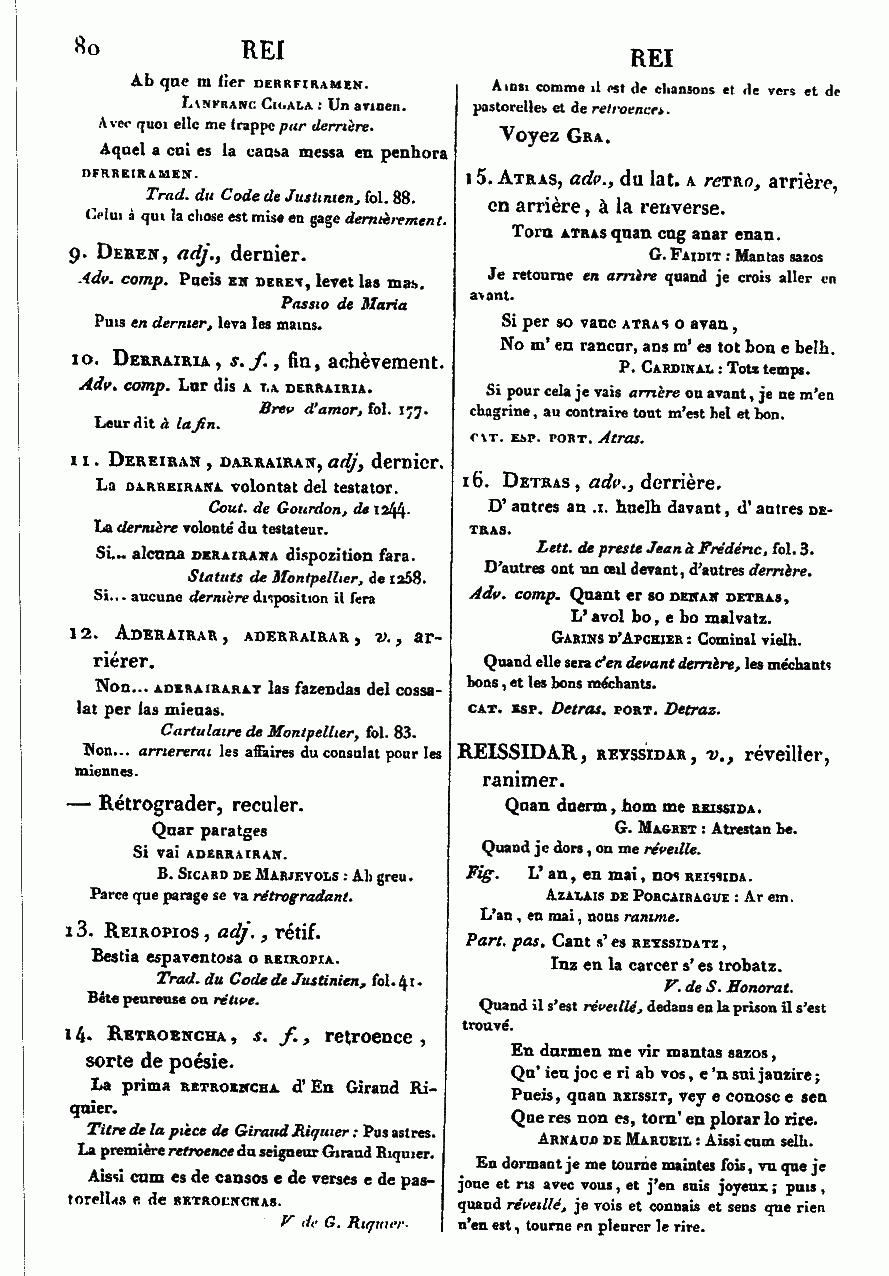 80
REI
REI
Ab que m fier DERREIRAMEN.
LANFRANC CIGALA : Un avinen.
Avec quoi elle me frappe par derrière.
Aquel a cui es la causa messa en penhora
DERREIRAMEN.
Trad. du Code de Justinien, fol. 88.
Celui à qui la chose est mise en gage dernièrement.
9. DEREN, adj., dernier.
Adv. comp. Pueis EN DEREN, levet las mas.
Passio de Maria
Puis en dernier, leva les mains.
10. DERRAIRIA, s. f., fin, achèvement.
Adv. comp. Lur dis A LA DERRAIRIA.
Brev d'amor, fol. 177.
Leur dit à la fin.
11. DEREIRAN, DARRAIRAN, adj, dernier.
La DARREIRANA volontat del testator.
Cout. de Gourdon, de 1244.
La dernière volonté du testateur.
Si... alcuna DERAIRANA dispozition fara.
Statuts de Montpellier, de 1258.
Si... aucune dernière disposition il fera
12. ADERAIRAR, ADERRAIRAR, v., ar-
riérer.
Non... ADERAIRARAY las fazendas del cossa-
lat per las mienas.
Cartulaire de Montpellier, fol. 83.
Non... arriererai les affaires du consulat pour les
miennes.
— Rétrograder, reculer.
Quar paratges
Si vai ADERRAIRAN.
B. SICARD DE MARJEVOLS : Ab greu.
Parce que parage se va rétrogradant.
13. REIROPIOS, adj., rétif.
Bestia espaventosa o REIROPIA.
Trad. du Code de Justinien, fol. 41.
Bête peureuse ou rétive.
14. RETROENCHA, s. f., retroence,
sorte de poésie.
La prima RETROENCHA d'En Giraud Ri-
quier.
Titre de la pièce de Giraud Riquier : Pus astres.
La première retroence du seigneur Giraud Riquier.
Aissi cum es de cansos e de verses e de pas-
torellas e de RETROENCHAS.
V de G. Riquier.
Ainsi comme il est de chansons et de vers et de
pastorelles et de retroences.
Voyez GRA.
15. ATRAS, adv., du lat. A reTRO, arrière,
en arrière, à la renverse.
Torn ATRAS quan cug anar enan.
G. FAIDIT : Mantas sazos
Je retourne en arrière quand je crois aller en
avant.
Si per so vauc ATRAS o avan,
No m'en rancur, ans m'es tot bon e belh.
P. CARDINAL : Totz temps.
Si pour cela je vais arrière ou avant, je ne m'en
chagrine, au contraire tout m'est bel et bon.
CAT. ESP. PORT. Atras.
16. DETRAS, adv., derrière.
D'autres an .I. huelh davant, d'autres DE-
TRAS.
Lett. de preste Jean à Frédéric, fol. 3.
D'autres ont un œil devant, d'autres derrière.
Adv. comp. Quant er so DENAN DETRAS,
L'avol bo, e bo malvatz.
GARINS D'APCHIER : Cominal vielh.
Quand elle sera c'en devant derrière, les méchants
bons, et les bons méchants.
CAT. ESP. Detras. PORT. Detraz.
REISSIDAR, REYSSIDAR, v., réveiller,
ranimer.
Quan duerm, hom me REISSIDA.
G. MAGRET : Atrestan be.
Quand je dors, on me réveille.
Fig. L'an, en mai, nos REISSIDA.
AZALAIS DE PORCAIRAGUE : Ar em.
L'an, en mai, nous ranime.
Part. pas. Cant s'es REYSSIDATZ,
Inz en la carcer s'es trobatz.
V. de S. Honorat.
Quand il s'est réveillé, dedans en la prison il s'est
trouvé.
En durmen me vir mantas sazos,
Qu'ieu joc e ri ab vos, e'n sui jauzire;
Pueis, quan REISSIT, vey e conosc e sen
Que res non es, torn'en plorar lo rire.
ARNAUD DE MARUEIL : Aissi cum selh.
En dormant je me tourne maintes fois, vu que je
joue et ris avec vous, et j'en suis joyeux; puis,
quand réveillé, je vois et connais et sens que rien
n'en est, tourne en pleurer le rire.